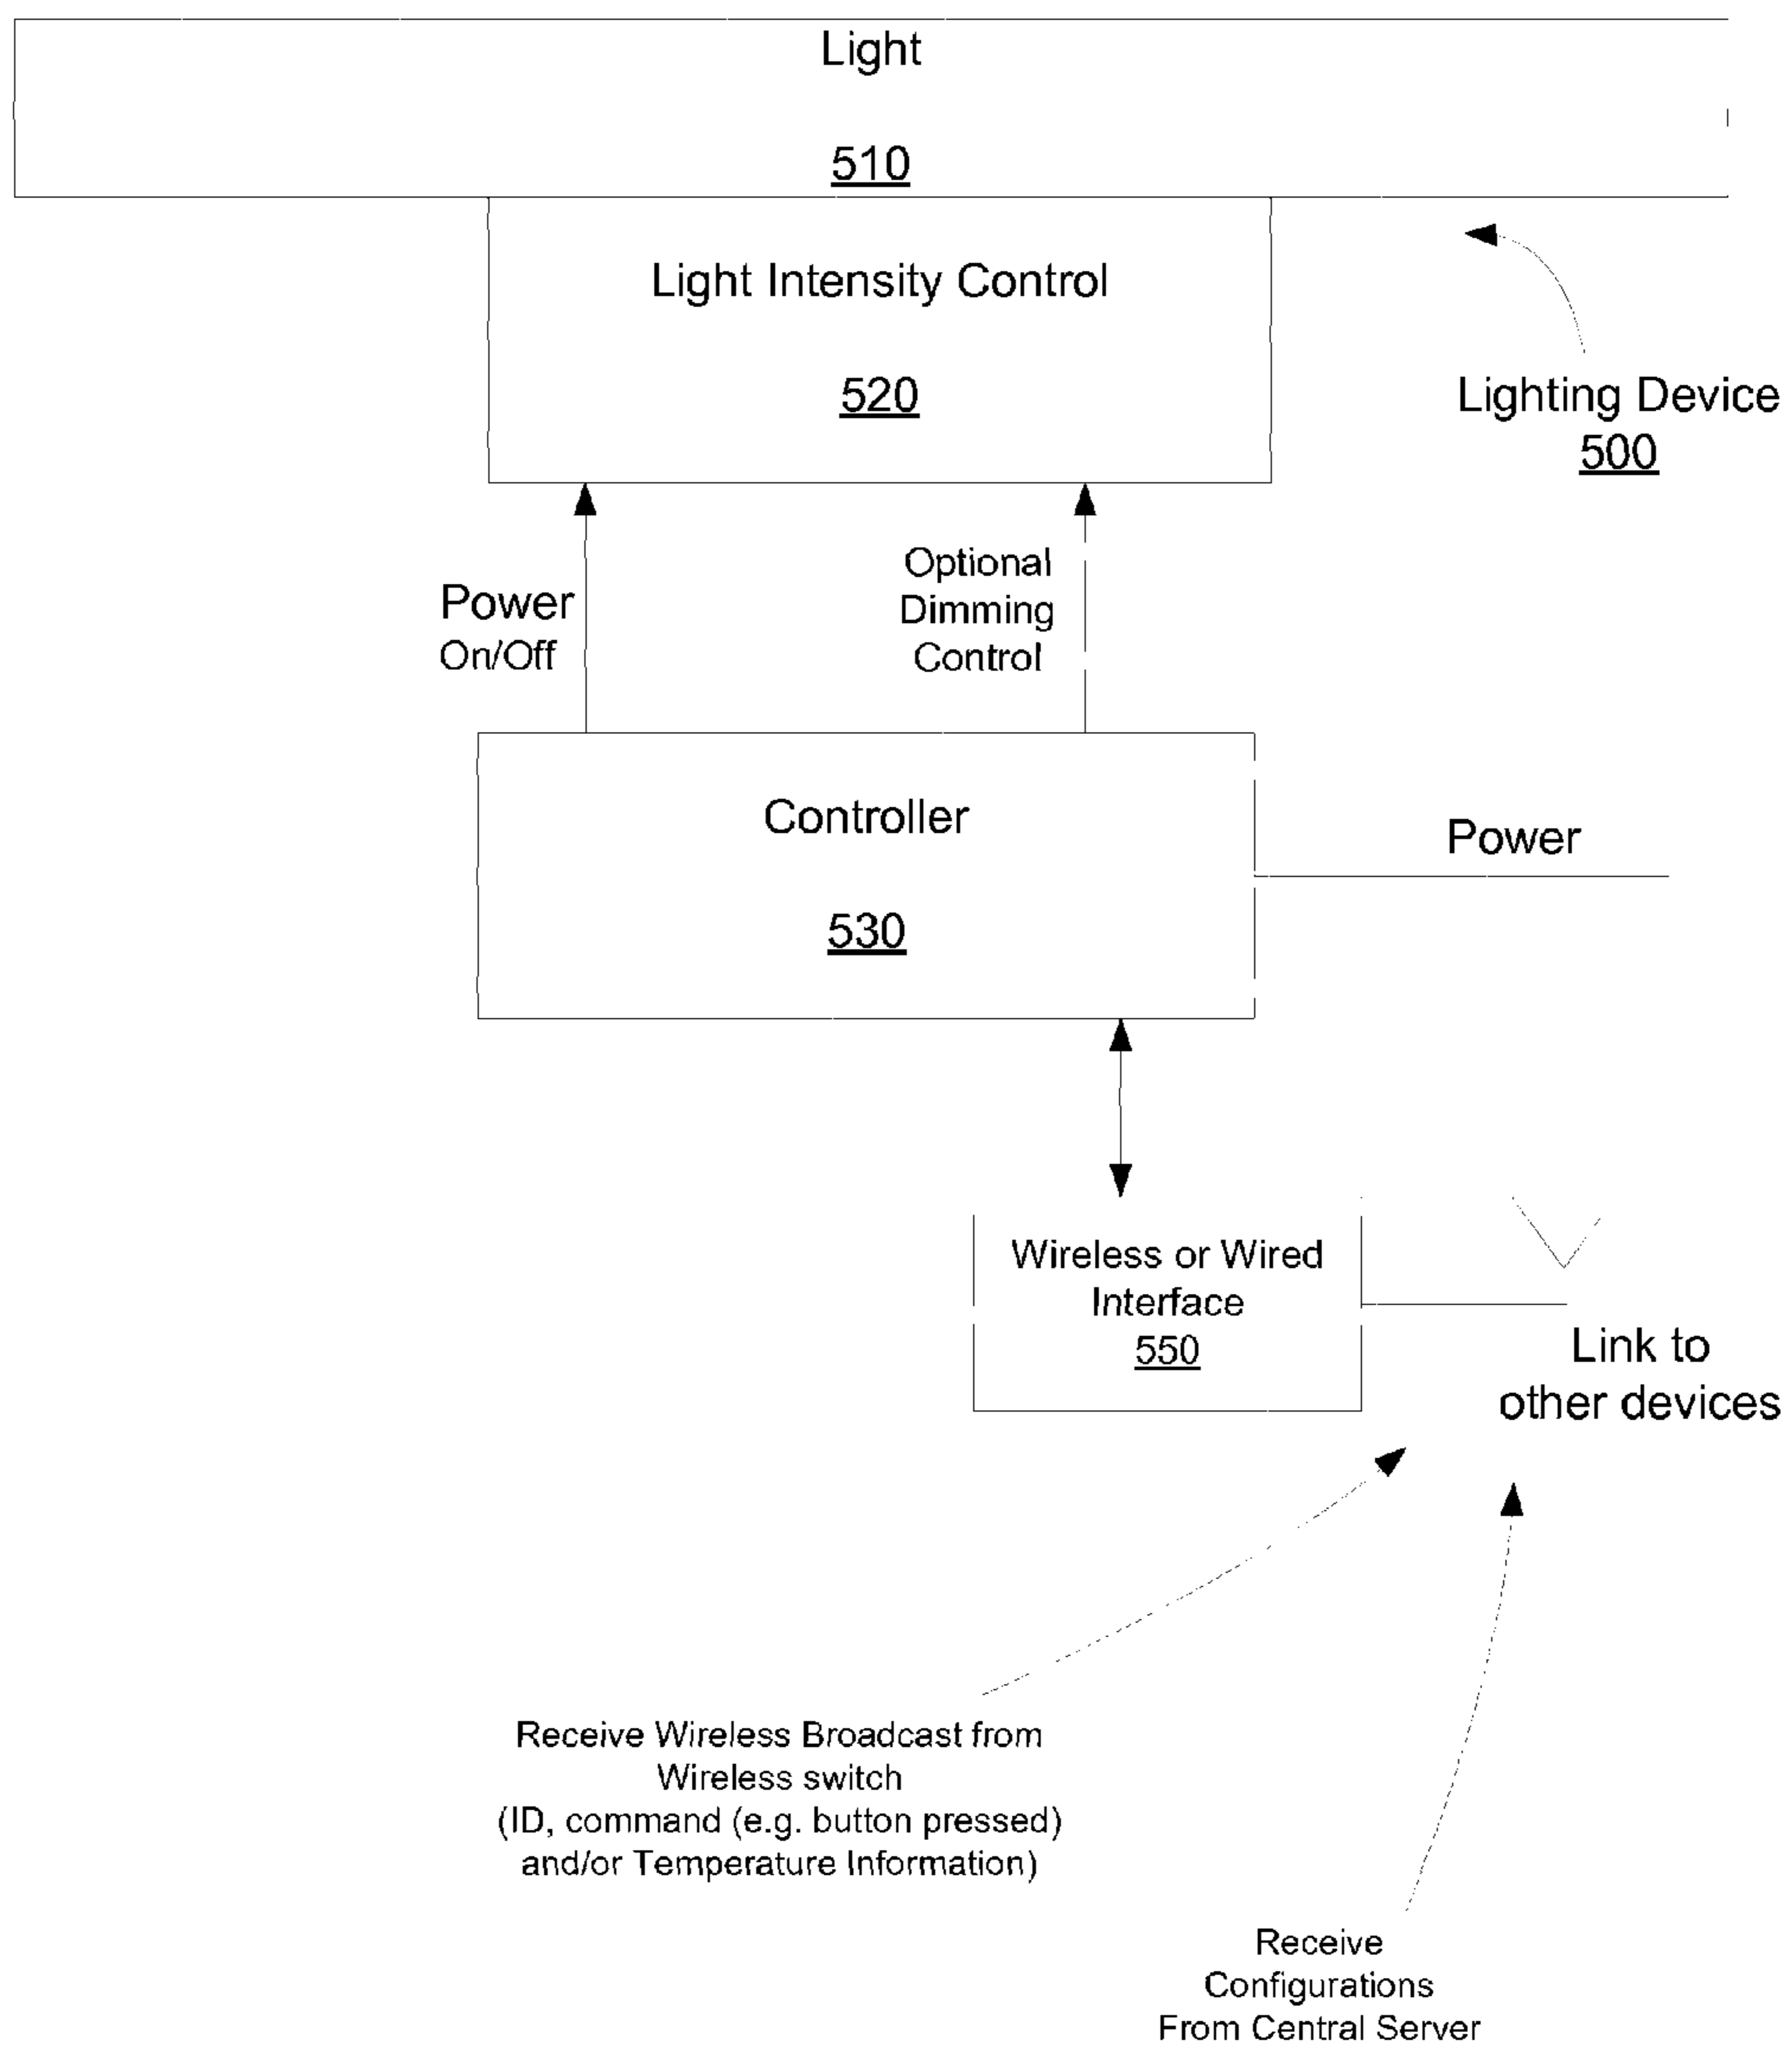 Light
510
Light Intensity Control
520
Lighting Device
500
Power
On/Off
Optional
Dimming
Control
Controller
530
Power
Wireless or Wired
Interface
550
Link to
other devices
Receive Wireless Broadcast from
Wireless switch
(ID, command (e.g. button pressed)
and/or Temperature Information)
Receive
Configurations
From Central Server